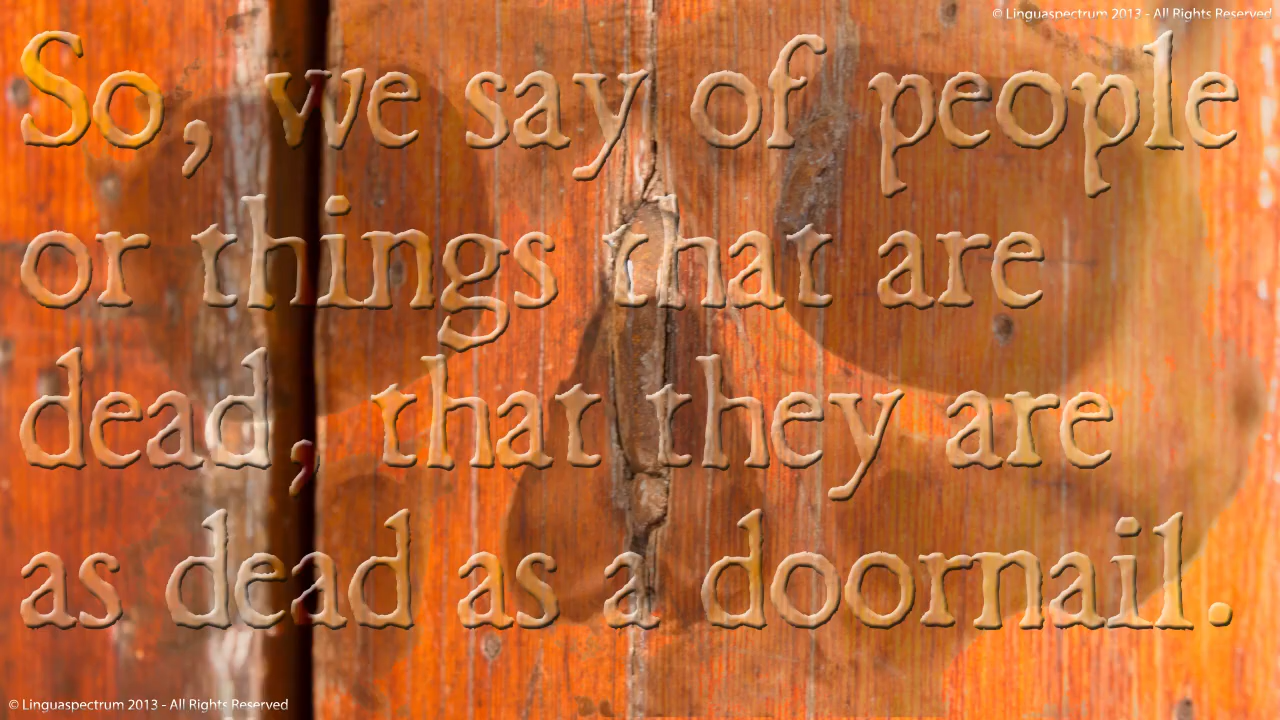 © Linguaspectrum 2013 - All Rights Reserved
So, we say of people
or things that are
dead, that they are
as dead as a doornail.
© Linguaspectrum 2013 - All Rights Reserved